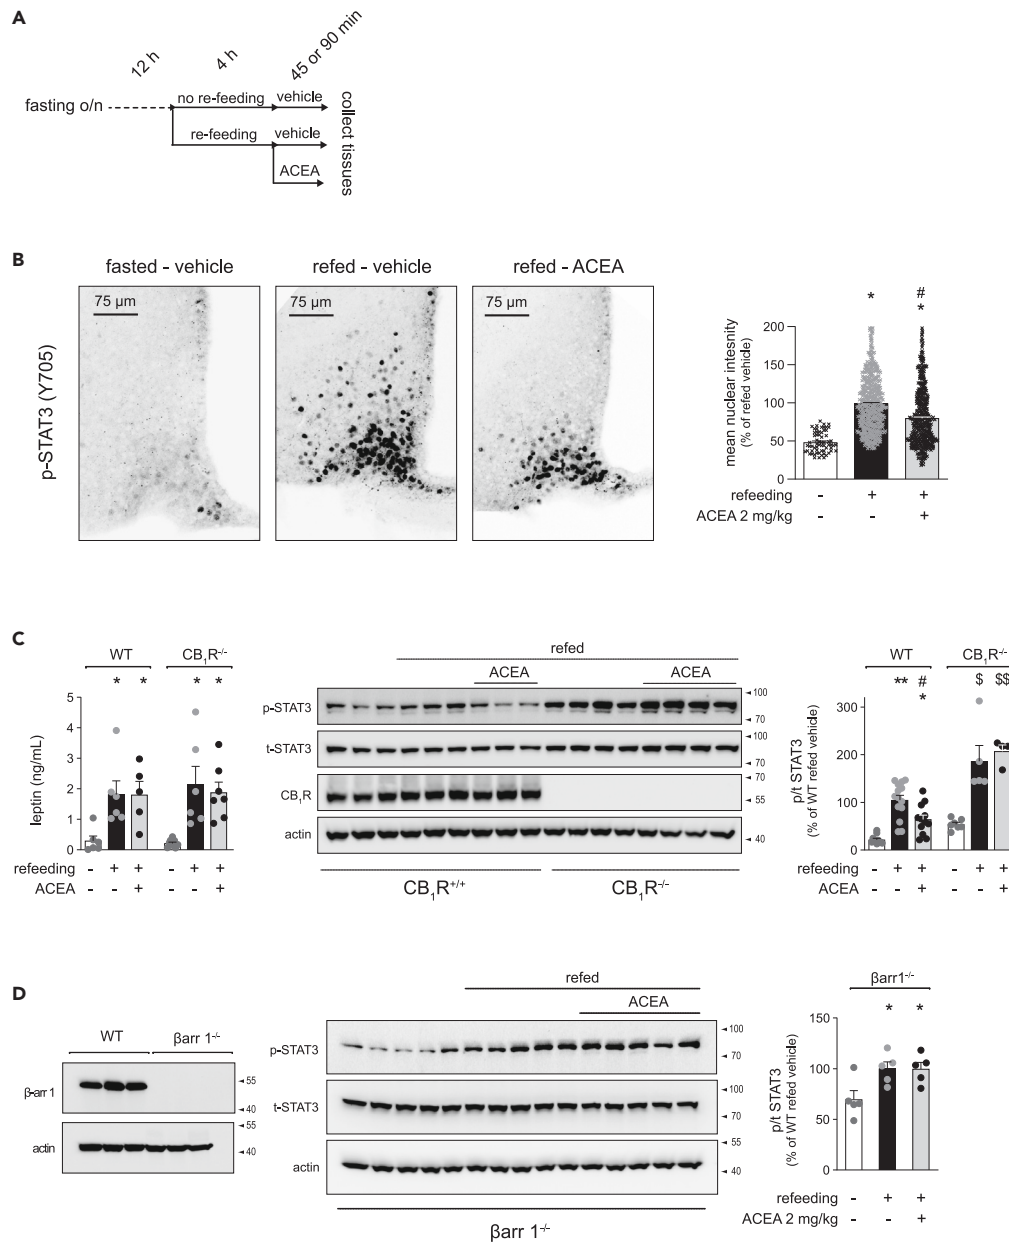 A
12 h
4 h
45 or 90 min
fasting o/n
no re-feeding
vehicle
re-feeding
vehicle
ACEA
collect tissues
B
fasted - vehicle
refed - vehicle
refed - ACEA
p-STAT3 (Y705)
75 µm
75 µm
75 µm
mean nuclear intesnity
(% of refed vehicle)
200
150
100
50
0
*
#
*
refeeding - + +
ACEA 2 mg/kg - - +
C
WT
CB₁R⁻/⁻
* * * *
leptin (ng/mL)
5
4
3
2
1
0
refeeding - + + - + +
ACEA - - + - - +
refed
ACEA
ACEA
p-STAT3
100
70
t-STAT3
100
70
CB₁R
70
55
actin
40
CB₁R⁺/⁺
CB₁R⁻/⁻
WT
CB₁R⁻/⁻
**
#
*
$
$$
p/t STAT3
(% of WT refed vehicle)
300
200
100
0
refeeding - + + - + +
ACEA - - + - - +
D
WT
βarr 1⁻/⁻
β-arr 1
55
40
actin
55
40
refed
ACEA
p-STAT3
100
70
t-STAT3
100
70
actin
55
40
βarr 1⁻/⁻
βarr1⁻/⁻
* *
p/t STAT3
(% of WT refed vehicle)
150
100
50
0
refeeding - + +
ACEA 2 mg/kg - - +